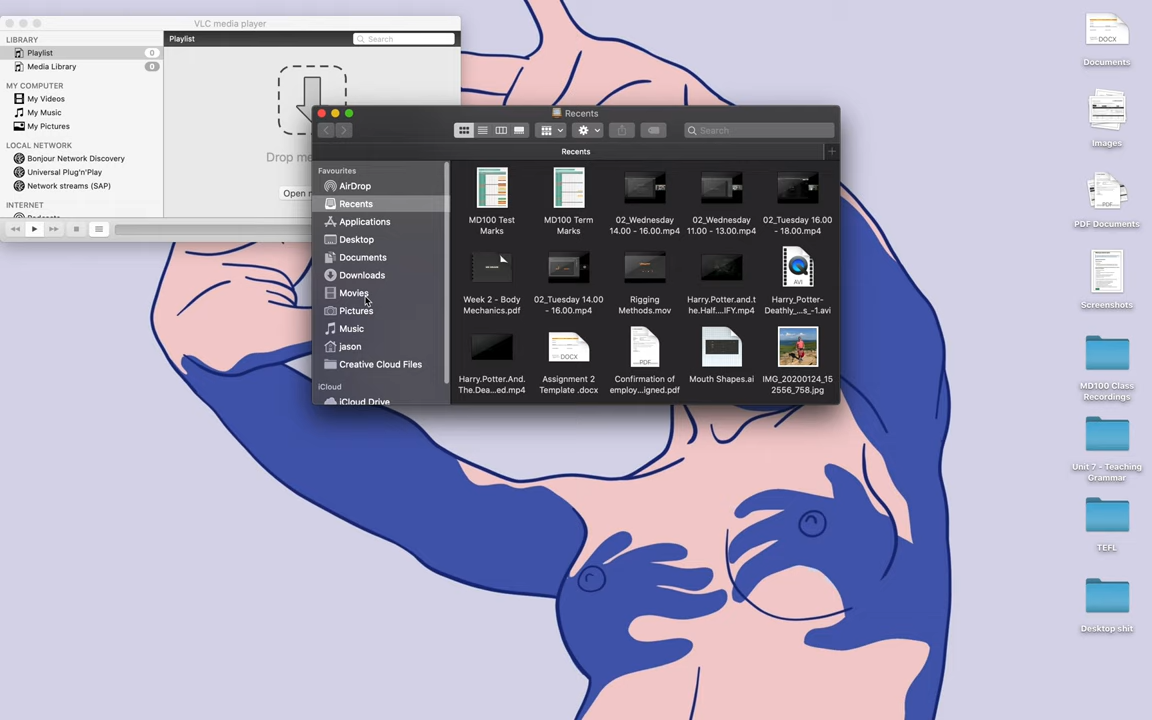 VLC media player
LIBRARY
Playlist
0
Media Library
0
MY COMPUTER
My Videos
My Music
My Pictures
LOCAL NETWORK
Bonjour Network Discovery
Universal Plug'n'Play
Network streams (SAP)
INTERNET
Playlist
Search
Drop me
Open
Recents
Search
Recents
Favourites
AirDrop
Recents
Applications
Desktop
Documents
Downloads
Movies
Pictures
Music
jason
Creative Cloud Files
iCloud
iCloud Drive
MD100 Test
Marks
MD100 Term
Marks
02_Wednesday
14.00 - 16.00.mp4
02_Wednesday
11.00 - 13.00.mp4
02_Tuesday 16.00
- 18.00.mp4
Week 2 - Body
Mechanics.pdf
02_Tuesday 14.00
- 16.00.mp4
Rigging
Methods.mov
Harry.Potter.and.t
he.Half....IFY.mp4
AVI
Harry_Potter-
Deathly_...s_-1.avi
Harry.Potter.And.
The.Dea...ed.mp4
DOCX
Assignment 2
Template .docx
PDF
Confirmation of
employ...igned.pdf
Mouth Shapes.ai
IMG_20200124_15
2556_758.jpg
DOCX
Documents
Images
PDF Documents
Screenshots
MD100 Class
Recordings
Unit 7 - Teaching
Grammar
TEFL
Desktop shit